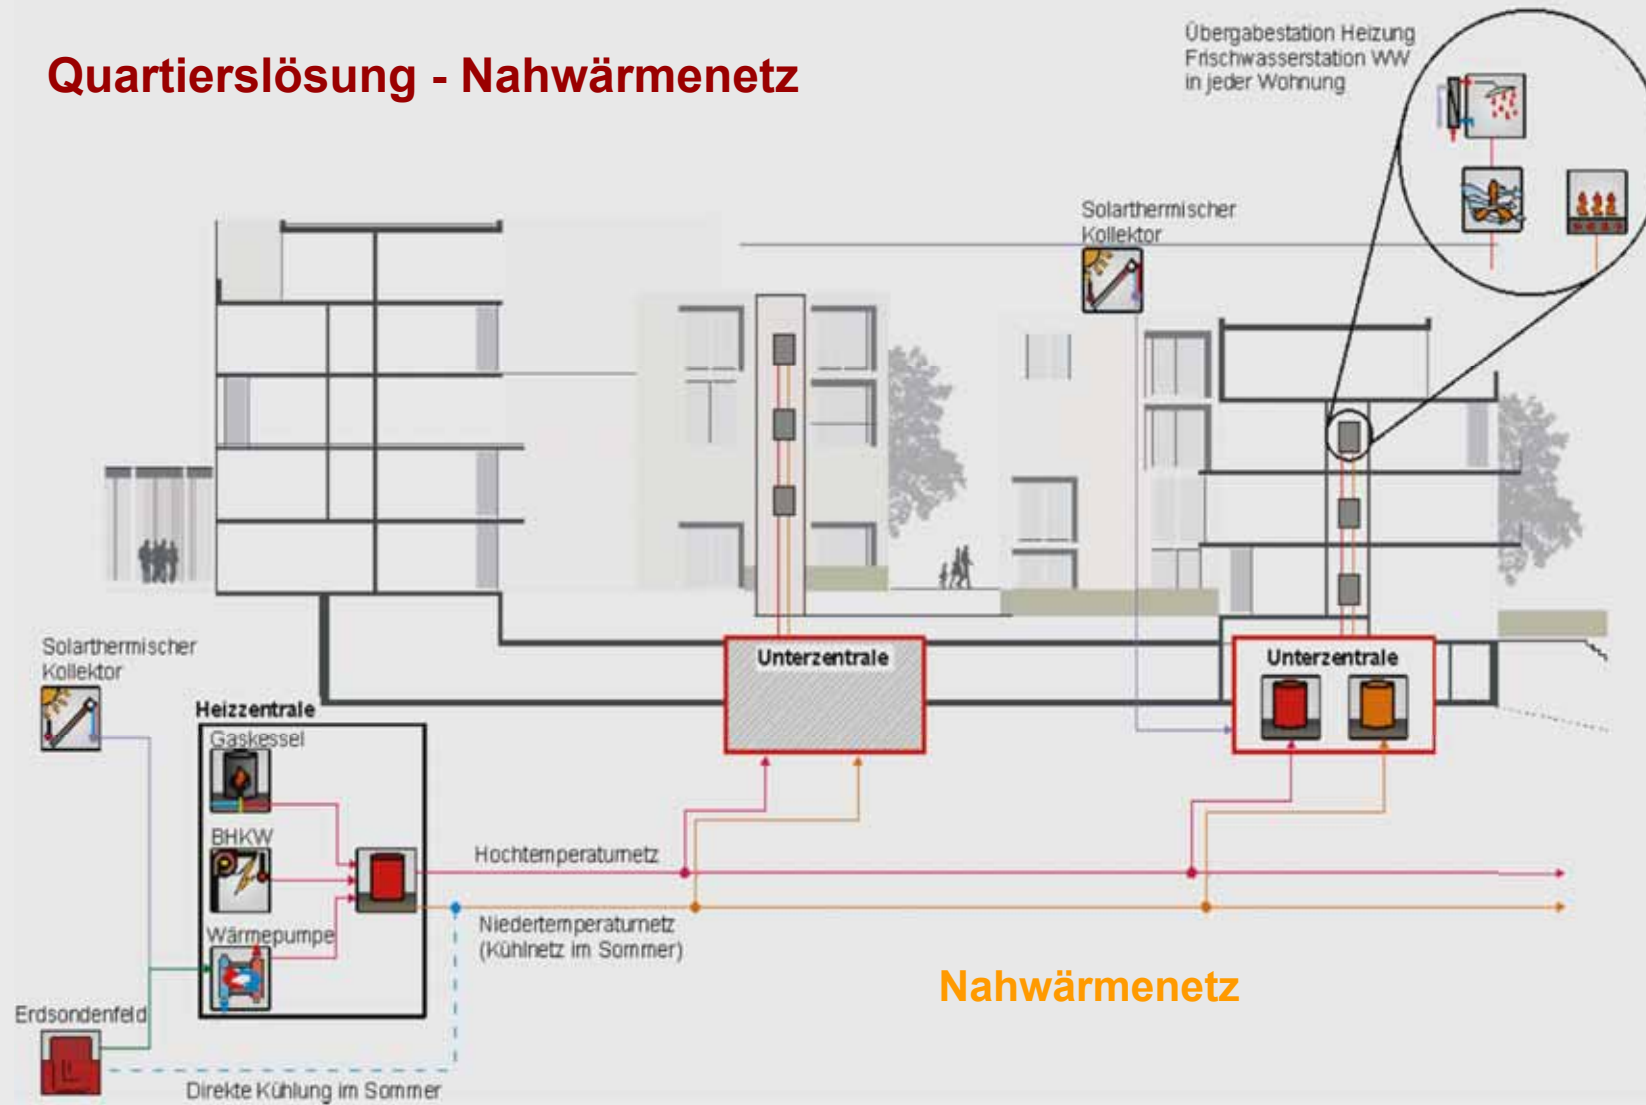 Quartierslösung - Nahwärmenetz
Übergabestation Heizung
Frischwasserstation WW
in jeder Wohnung
Solarthermischer
Kollektor
Solarthermischer
Kollektor
Unterzentrale
Unterzentrale
Heizzentrale
Gaskessel
BHKW
Wärmepumpe
Hochtemperaturnetz
Niedertemperaturnetz
(Kühlnetz im Sommer)
Nahwärmenetz
Erdsondenfeld
Direkte Kühlung im Sommer